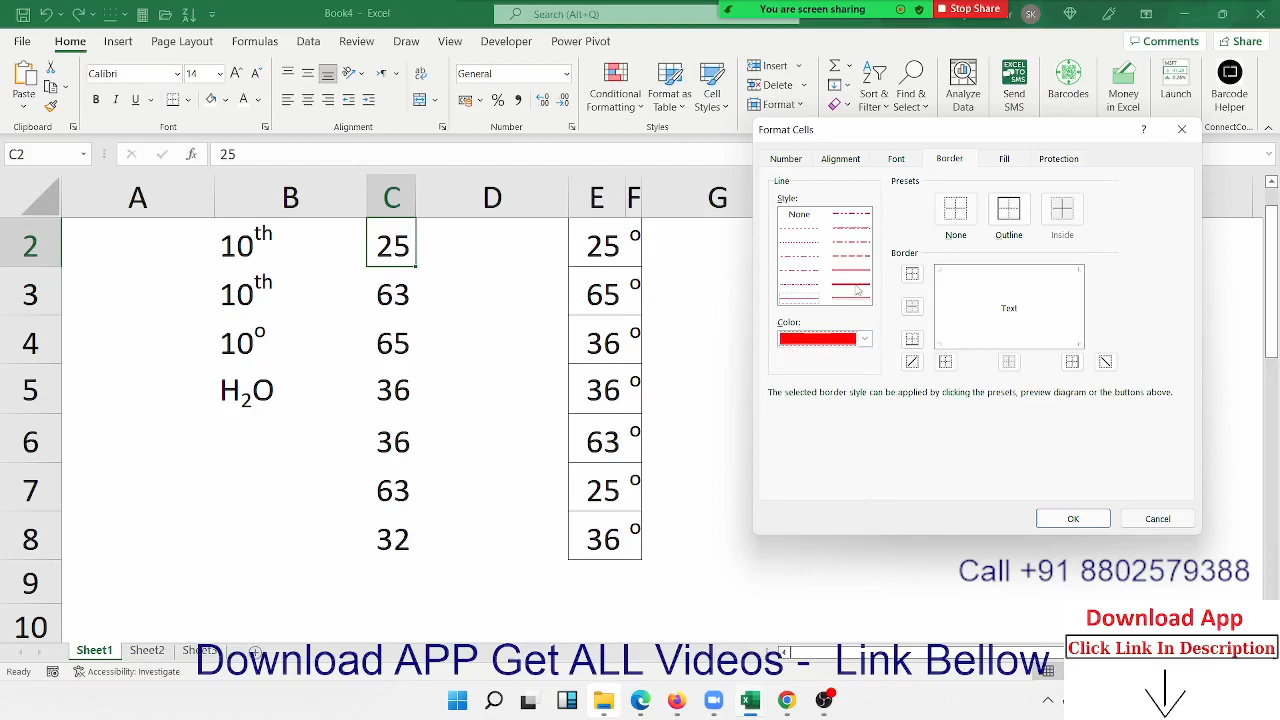 Book4 - Excel
Search (Alt+Q)
You are screen sharing
Stop Share
SK
File Home Insert Page Layout Formulas Data Review View Draw View Developer Power Pivot
Comments Share
Paste
Calibri 14
General
Conditional Formatting
Format as Table
Cell Styles
Insert
Delete
Format
Sort & Filter
Find & Select
Analyze Data
Send SMS
Barcodes
Money in Excel
Launch
Barcode Helper
Clipboard Font Alignment Number Styles ConnectCo...
C2 fx 25
Format Cells
Number Alignment Font Border Fill Protection
Line
Style:
None
Color:
Presets
None Outline Inside
Border
Text
The selected border style can be applied by clicking the presets, preview diagram or the buttons above.
OK Cancel
A B C D E F G
2 10th 25 25 o
3 10th 63 65 o
4 10o 65 36 o
5 H2O 36 36 o
6 36 63 o
7 63 25 o
8 32 36 o
9
10
Call +91 8802579388
Download App
Click Link In Description
Sheet1 Sheet2 Sheet3
Download APP Get ALL Videos - Link Bellow
Ready Accessibility: Investigate